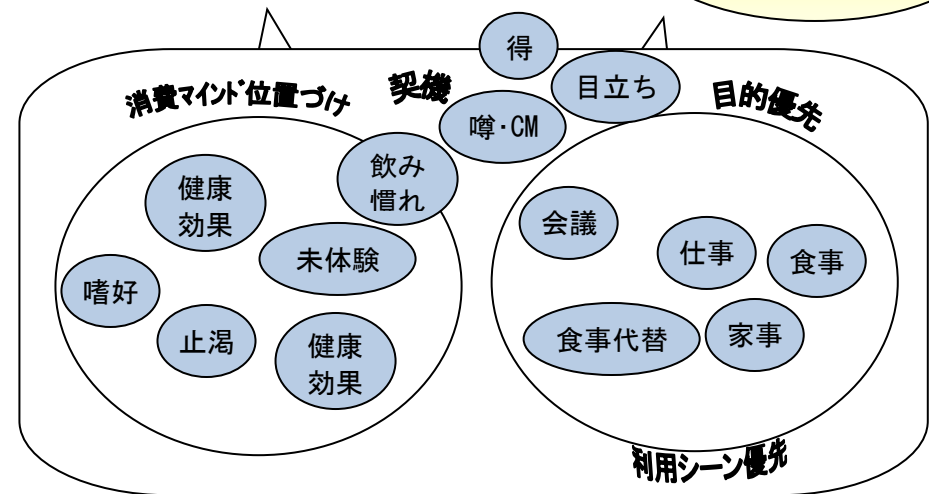 得
契機
目立ち
消費マインド位置づけ
目的優先
噂・CM
飲み
慣れ
健康
効果
会議
未体験
仕事
食事
嗜好
止渇
健康
効果
食事代替
家事
利用シーン優先